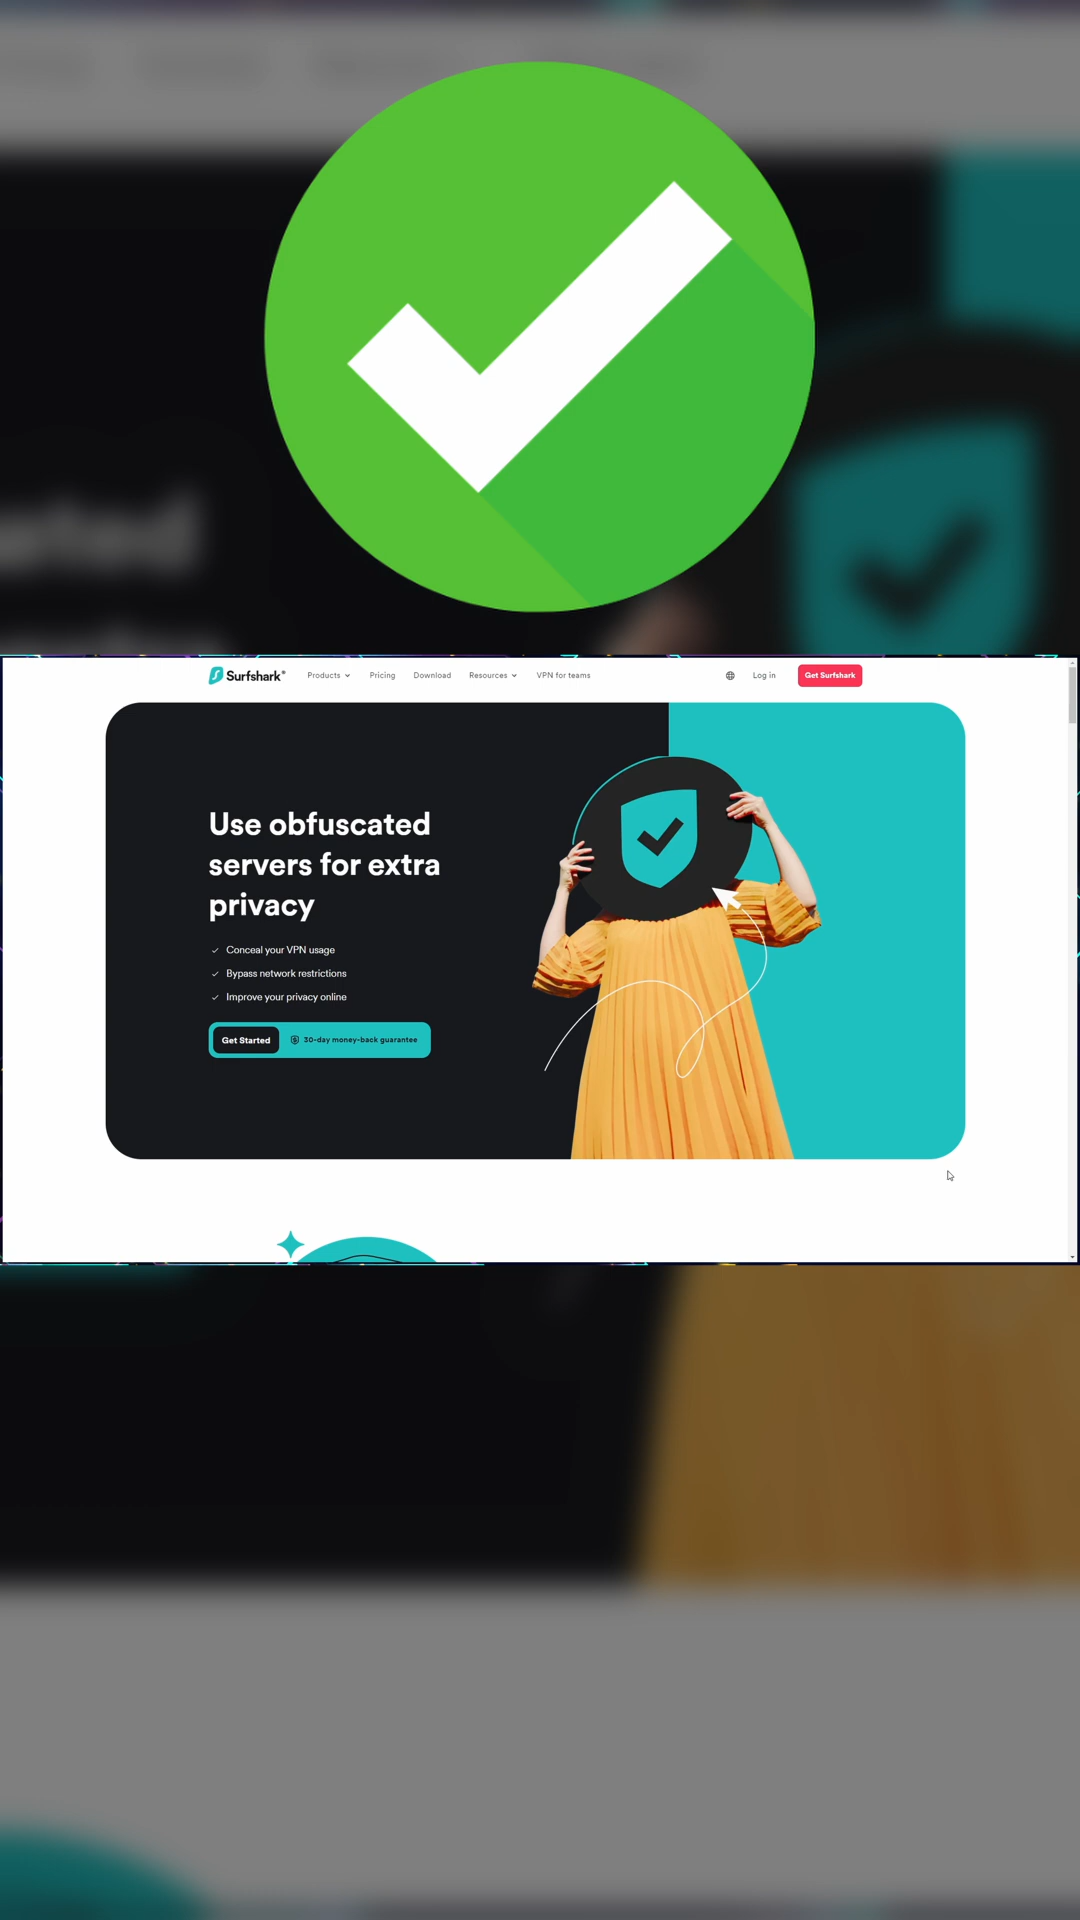 Surfshark®
Products
Pricing
Download
Resources
VPN for teams
Log in
Get Surfshark
Use obfuscated
servers for extra
privacy
Conceal your VPN usage
Bypass network restrictions
Improve your privacy online
Get Started
30-day money-back guarantee